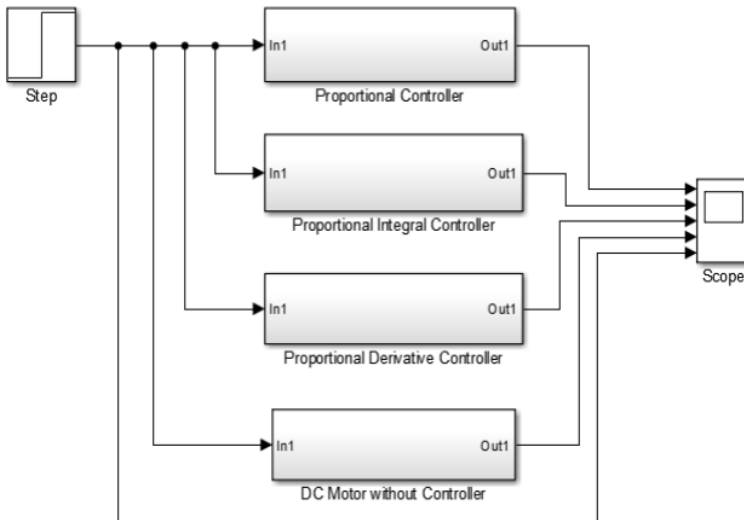 Step
In1
Out1
Proportional Controller
In1
Out1
Proportional Integral Controller
Scope
In1
Out1
Proportional Derivative Controller
In1
Out1
DC Motor without Controller